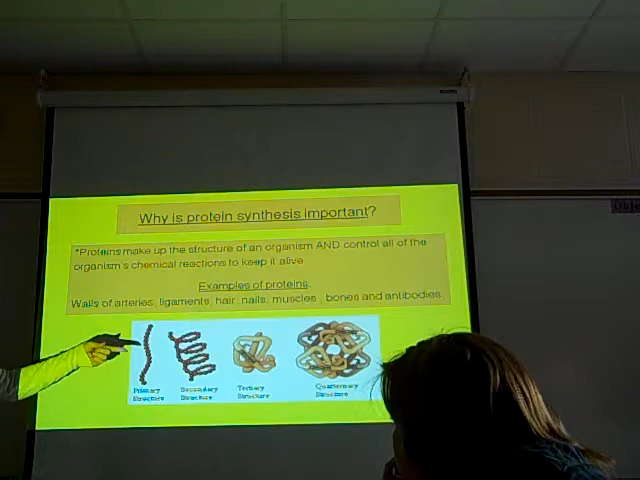 Why is protein synthesis important?
*Proteins make up the structure of an organism AND control all of the
organism's chemical reactions to keep it alive
Examples of proteins:
Walls of arteries, ligaments, hair, nails, muscles , bones and antibodies
Primary Secondary Tertiary Quarternary
Structure Structure Structure Structure
Obje